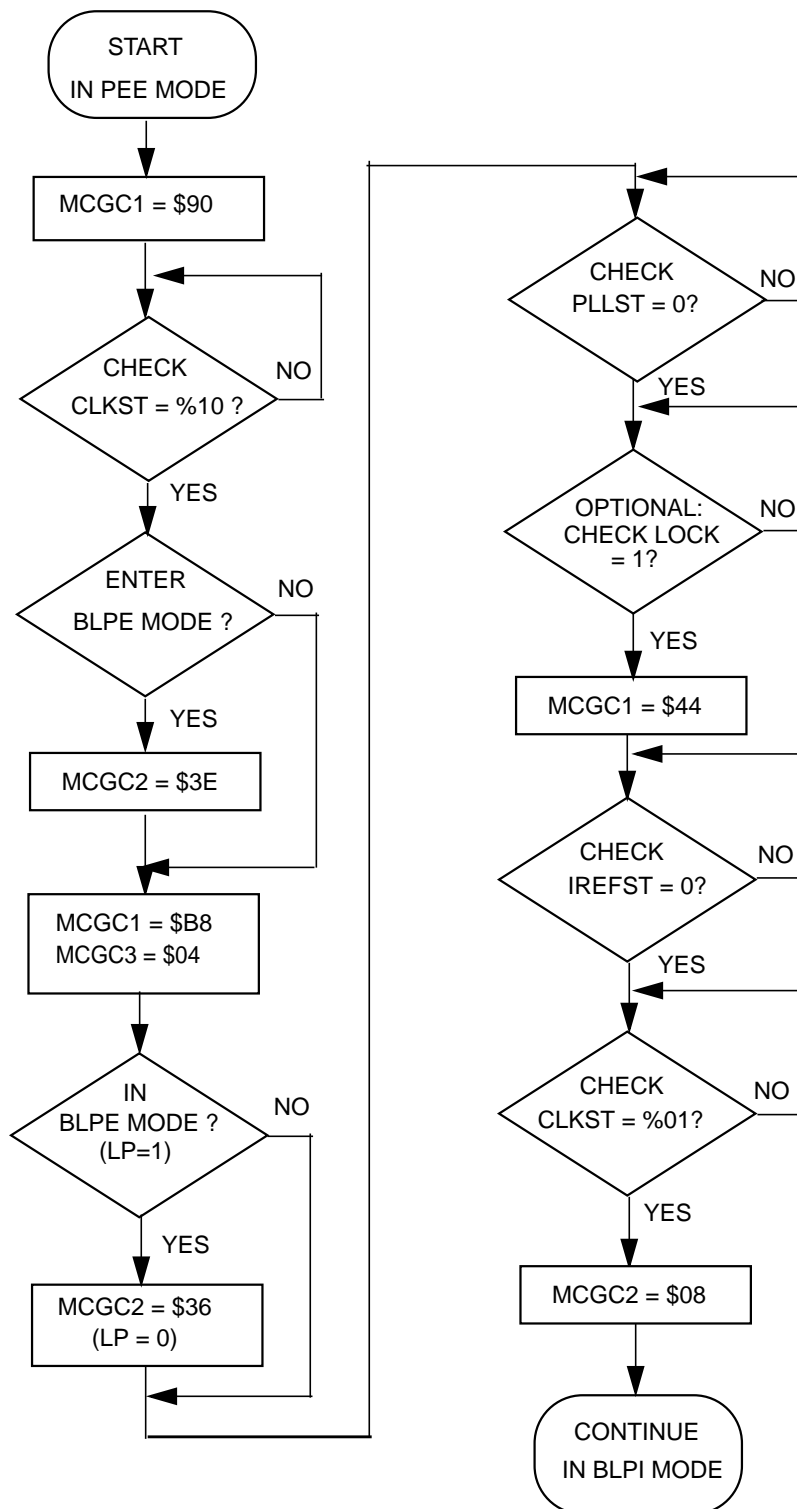 START
IN PEE MODE
MCGC1 = $90
CHECK
CLKST = %10 ?
NO
YES
ENTER
BLPE MODE ?
NO
YES
MCGC2 = $3E
MCGC1 = $B8
MCGC3 = $04
IN
BLPE MODE ?
(LP=1)
NO
YES
MCGC2 = $36
(LP = 0)
CHECK
PLLST = 0?
NO
YES
OPTIONAL:
CHECK LOCK
= 1?
NO
YES
MCGC1 = $44
CHECK
IREFST = 0?
NO
YES
CHECK
CLKST = %01?
NO
YES
MCGC2 = $08
CONTINUE
IN BLPI MODE